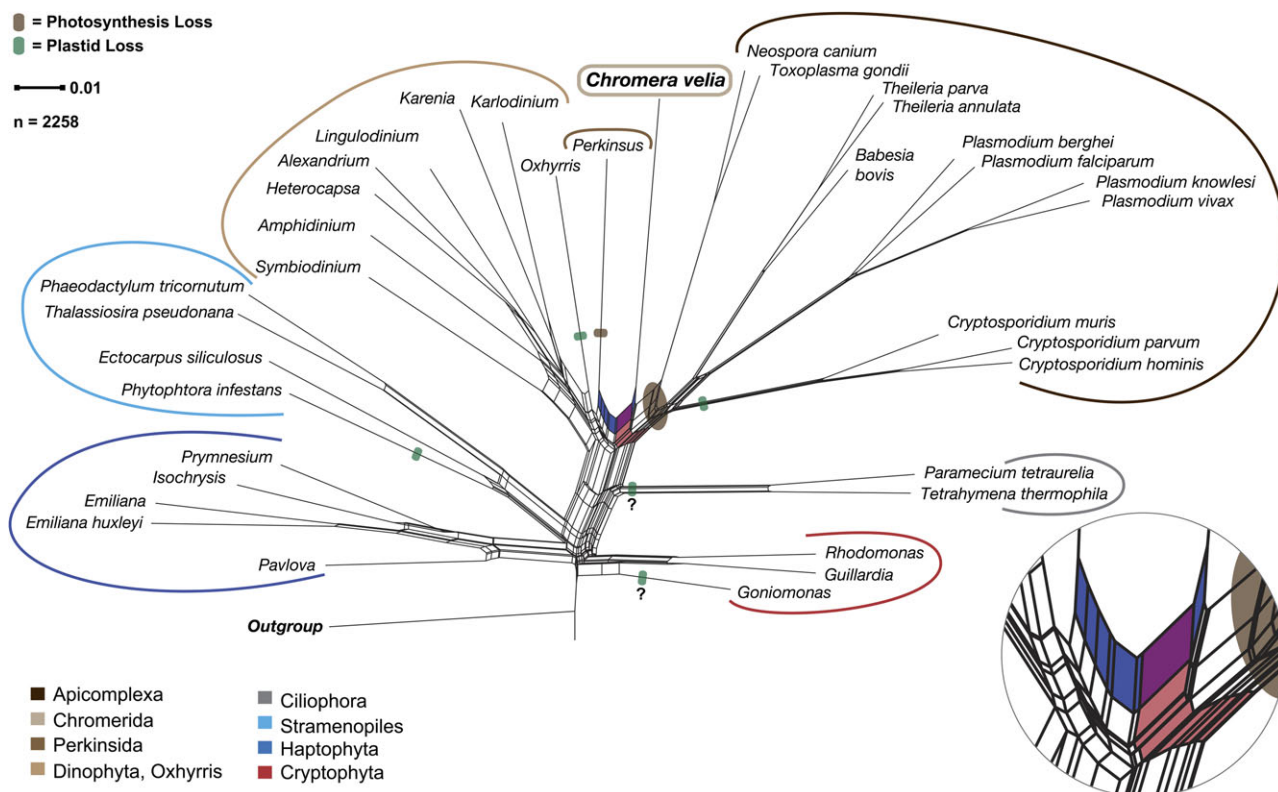 = Photosynthesis Loss
= Plastid Loss
0.01
n = 2258
Neospora canium
Toxoplasma gondii
Chromera velia
Theileria parva
Theileria annulata
Karenia
Karlodinium
Lingulodinium
Perkinsus
Plasmodium berghei
Plasmodium falciparum
Alexandrium
Oxhyrris
Babesia
bovis
Heterocapsa
Plasmodium knowlesi
Plasmodium vivax
Amphidinium
Symbiodinium
Phaeodactylum tricornutum
Thalassiosira pseudonana
Cryptosporidium muris
Cryptosporidium parvum
Cryptosporidium hominis
Ectocarpus siliculosus
Phytophtora infestans
Prymnesium
Isochrysis
Emiliana
Emiliana huxleyi
Pavlova
Paramecium tetraurelia
Tetrahymena thermophila
?
Rhodomonas
Guillardia
Goniomonas
?
Outgroup
Apicomplexa
Chromerida
Perkinsida
Dinophyta, Oxhyrris
Ciliophora
Stramenopiles
Haptophyta
Cryptophyta